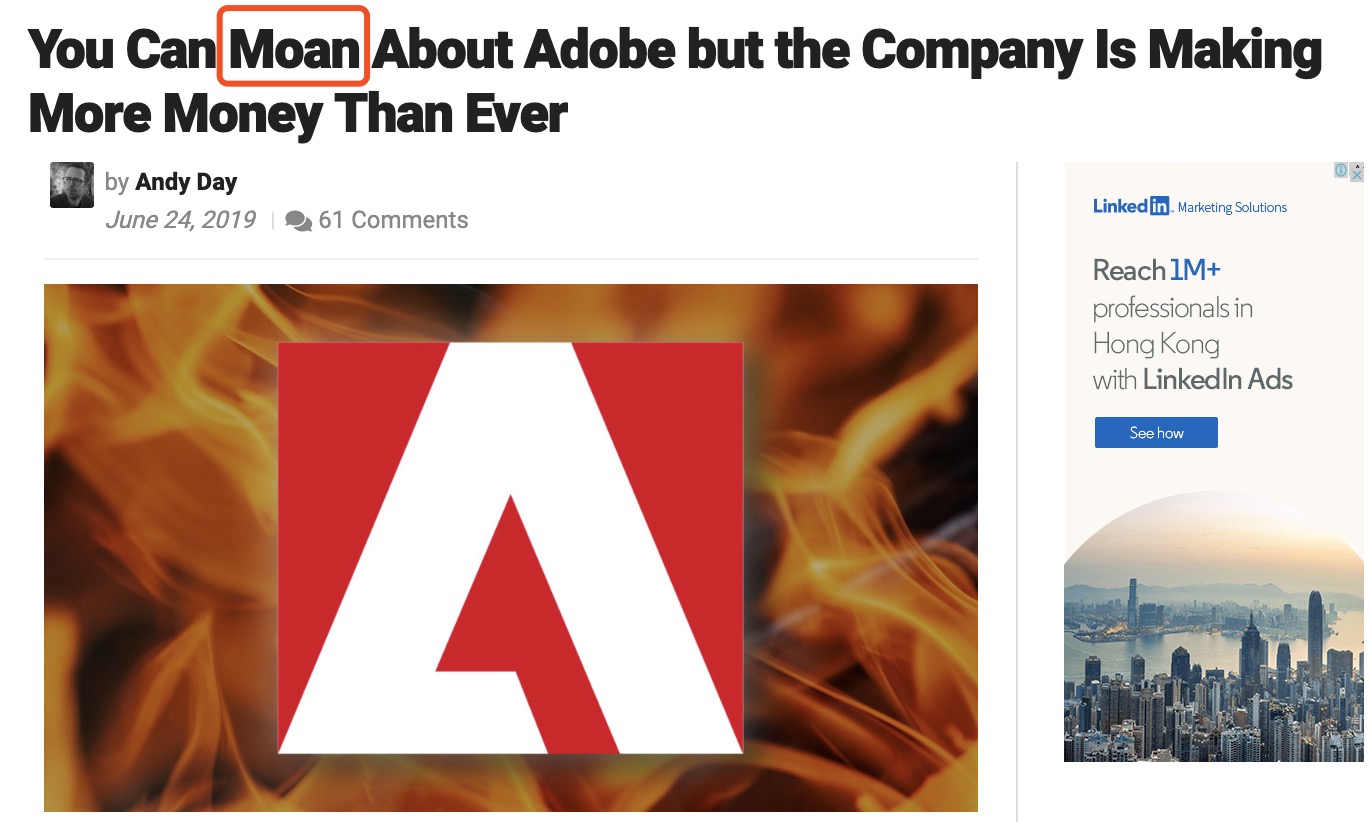 You Can Moan About Adobe but the Company Is Making
More Money Than Ever
by Andy Day
June 24, 2019 | 61 Comments
LinkedIn Marketing Solutions
Reach 1M+
professionals in
Hong Kong
with LinkedIn Ads
See how